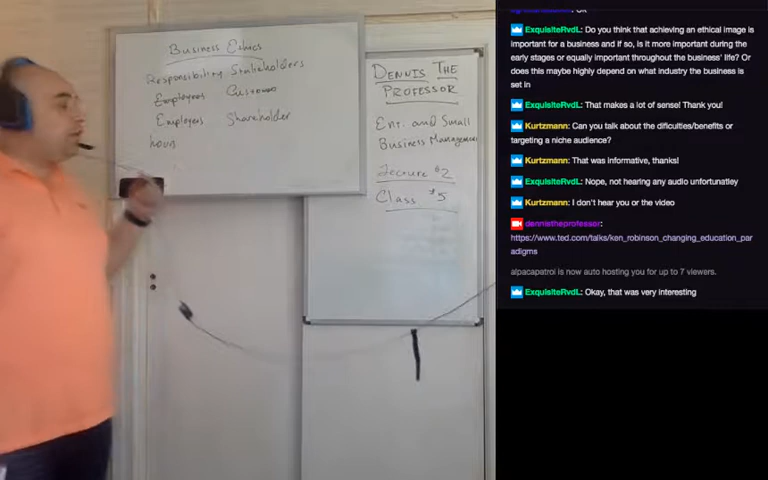 Business Ethics
Responsibility Stakeholders
Employees Customer
Employees Shareholder
hours
DENNIS THE
PROFESSOR
Ent. and Small
Business Management
Lecture #2
Class #5
ExquisiteRvdL: Do you think that achieving an ethical image is
important for a business and if so, is it more important during the
early stages or equally important throughout the business' life? Or
does this maybe highly depend on what industry the business is
set in
ExquisiteRvdL: That makes a lot of sense! Thank you!
Kurtzmann: Can you talk about the dificulties/benefits or
targeting a niche audience?
Kurtzmann: That was informative, thanks!
ExquisiteRvdL: Nope, not hearing any audio unfortunatley
Kurtzmann: I don't hear you or the video
dennistheprofessor:
https://www.ted.com/talks/ken_robinson_changing_education_par
adigms
alpacapatrol is now auto hosting you for up to 7 viewers.
ExquisiteRvdL: Okay, that was very interesting